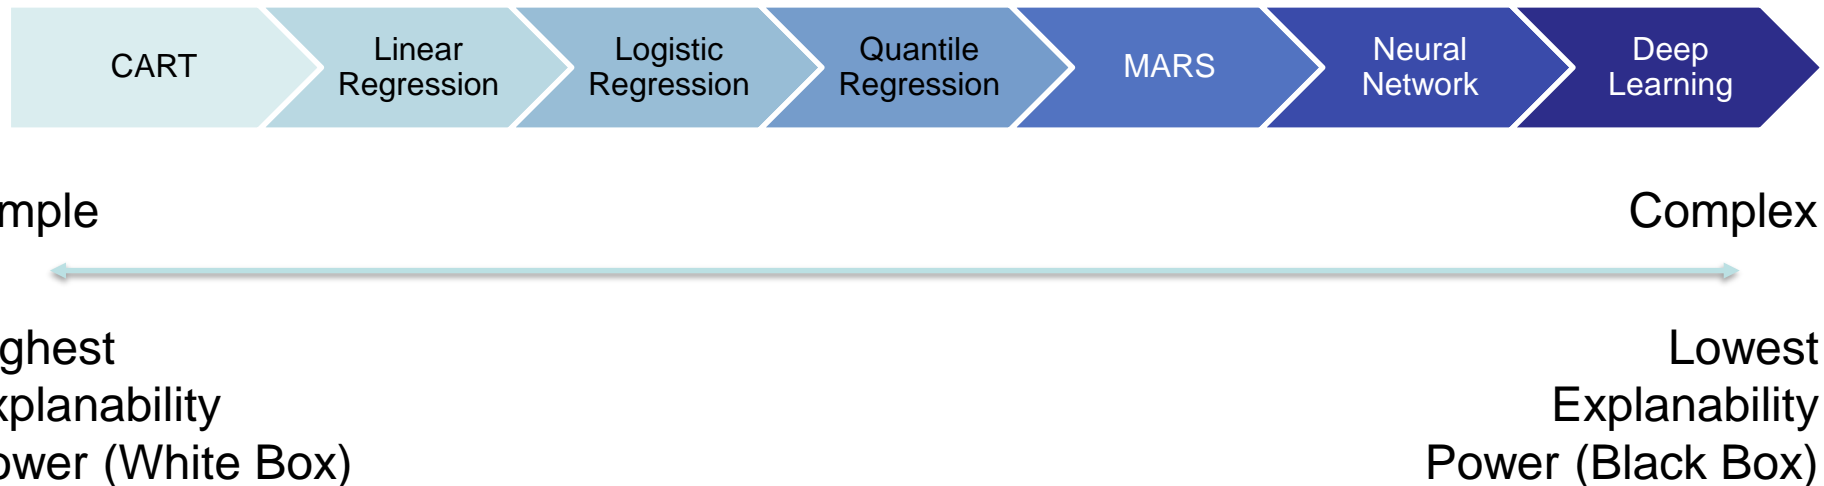 CART
Linear
Regression
Logistic
Regression
Quantile
Regression
MARS
Neural
Network
Deep
Learning
mple
Complex
ghest
xplanability
ower (White Box)
Lowest
Explanability
Power (Black Box)